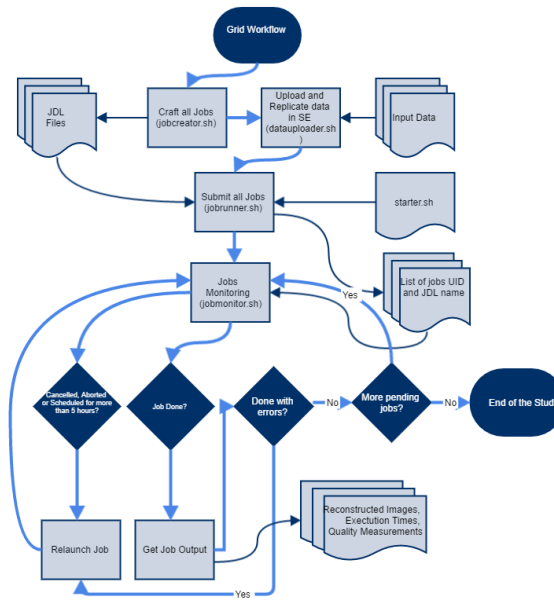 Grid Workflow
JDL
Files
Craft all Jobs
(jobcreator.sh)
Upload and
Replicate data
in SE
(datauploader.sh
)
Input Data
Submit all Jobs
(jobrunner.sh)
starter.sh
Jobs
Monitoring
(jobmonitor.sh)
Yes
List of jobs UID
and JDL name
Cancelled, Aborted
or Scheduled for more
than 5 hours?
Job Done?
Done with
errors?
No
More pending
jobs?
No
End of the Study
Relaunch Job
Get Job Output
Reconstructed Images,
Execution Times,
Quality Measurements
Yes